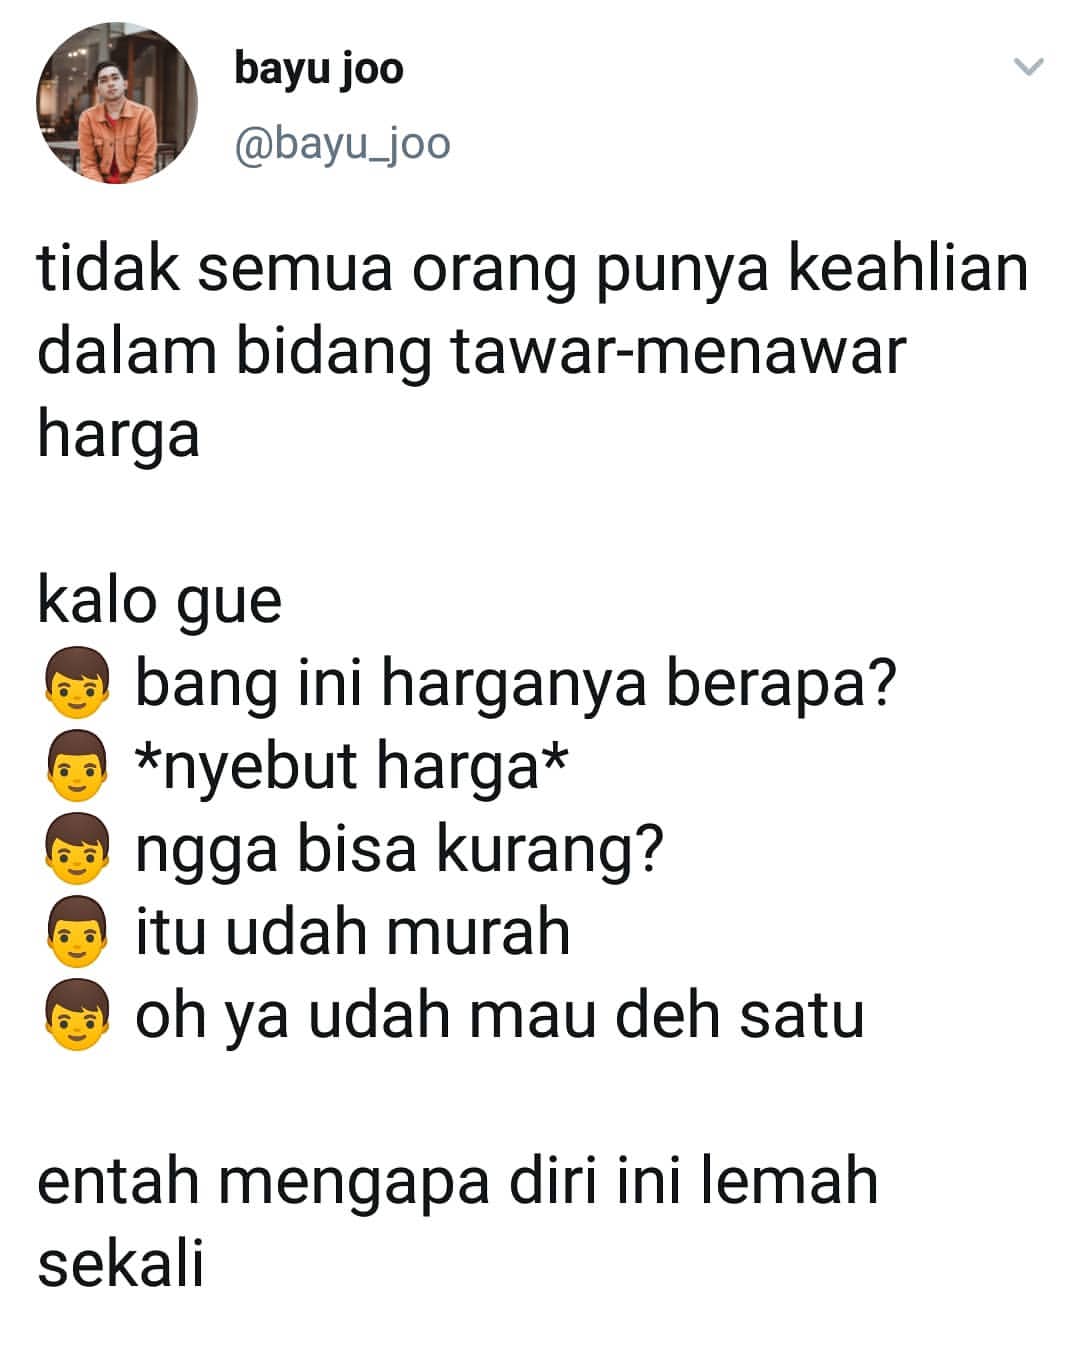 bayu joo
@bayu_joo
tidak semua orang punya keahlian
dalam bidang tawar-menawar
harga
kalo gue
👦 bang ini harganya berapa?
👨 *nyebut harga*
👦 ngga bisa kurang?
👨 itu udah murah
👦 oh ya udah mau deh satu
entah mengapa diri ini lemah
sekali